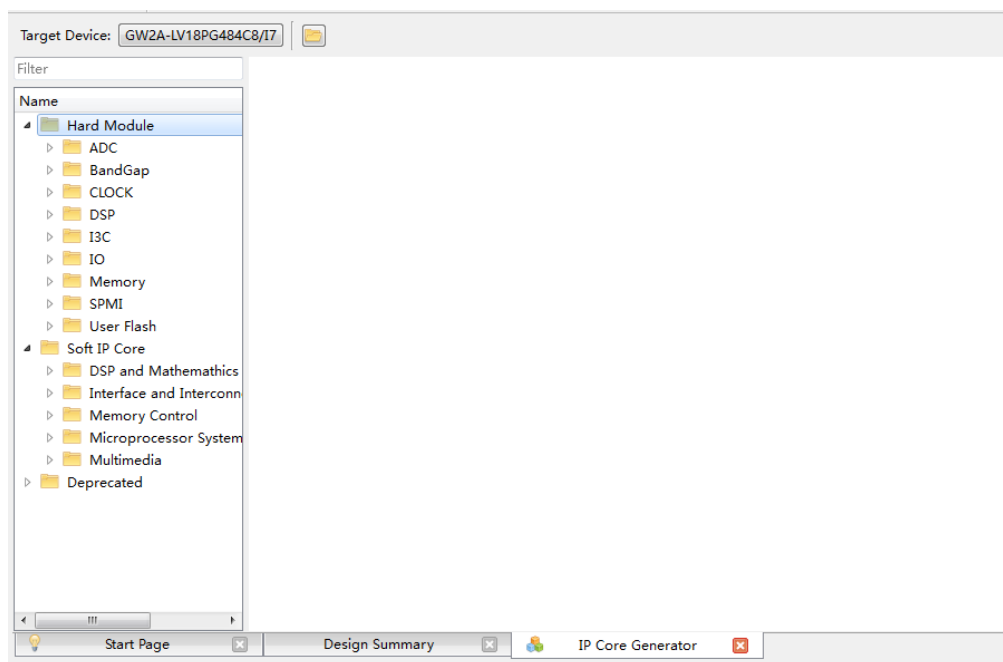 Target Device: GW2A-LV18PG484C8/I7
Filter
Name
Hard Module
ADC
BandGap
CLOCK
DSP
I3C
IO
Memory
SPMI
User Flash
Soft IP Core
DSP and Mathemathics
Interface and Interconn
Memory Control
Microprocessor System
Multimedia
Deprecated
Start Page Design Summary IP Core Generator